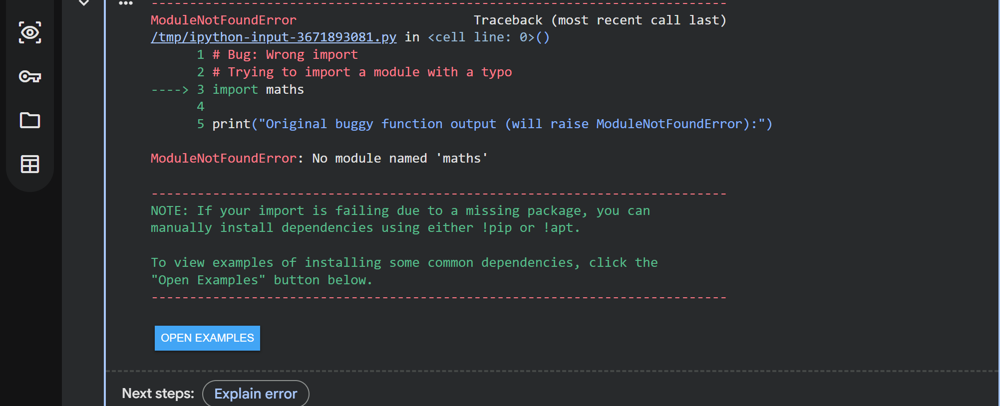 ---------------------------------------------------------------------------
ModuleNotFoundError                       Traceback (most recent call last)
/tmp/ipython-input-3671893081.py in <cell line: 0>()
      1 # Bug: Wrong import
      2 # Trying to import a module with a typo
----> 3 import maths
      4
      5 print("Original buggy function output (will raise ModuleNotFoundError):")
ModuleNotFoundError: No module named 'maths'
---------------------------------------------------------------------------
NOTE: If your import is failing due to a missing package, you can
manually install dependencies using either !pip or !apt.
To view examples of installing some common dependencies, click the
"Open Examples" button below.
---------------------------------------------------------------------------
OPEN EXAMPLES
Next steps: Explain error